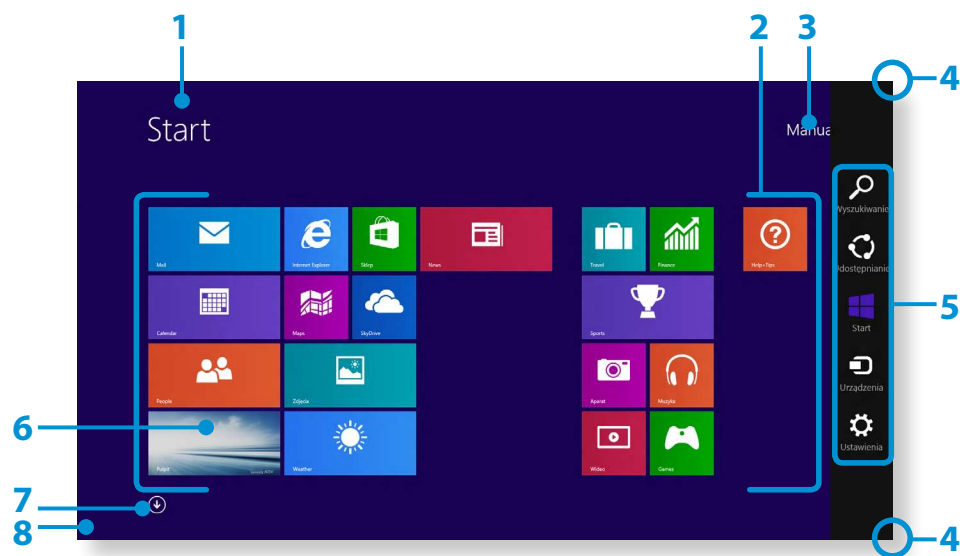 1
2
3
4
Start
Manua
Wyszukiwanie
Mail
Internet Explorer
Sklep
News
Travel
Finance
Help+Tips
Udostępnianie
Calendar
Maps
SkyDrive
Sports
Start
5
People
Zdjęcia
Aparat
Muzyka
Urządzenia
6
Pulpit
Weather
Wideo
Games
Ustawienia
7
8
4